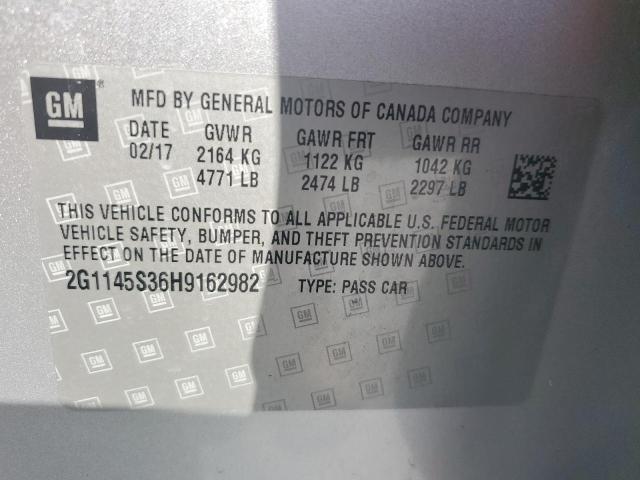 GM ®
MFD BY GENERAL MOTORS OF CANADA COMPANY
DATE GVWR GAWR FRT GAWR RR
02/17 2164 KG 1122 KG 1042 KG
4771 LB 2474 LB 2297 LB
THIS VEHICLE CONFORMS TO ALL APPLICABLE U.S. FEDERAL MOTOR
VEHICLE SAFETY, BUMPER, AND THEFT PREVENTION STANDARDS IN
EFFECT ON THE DATE OF MANUFACTURE SHOWN ABOVE.
2G1145S36H9162982 TYPE: PASS CAR